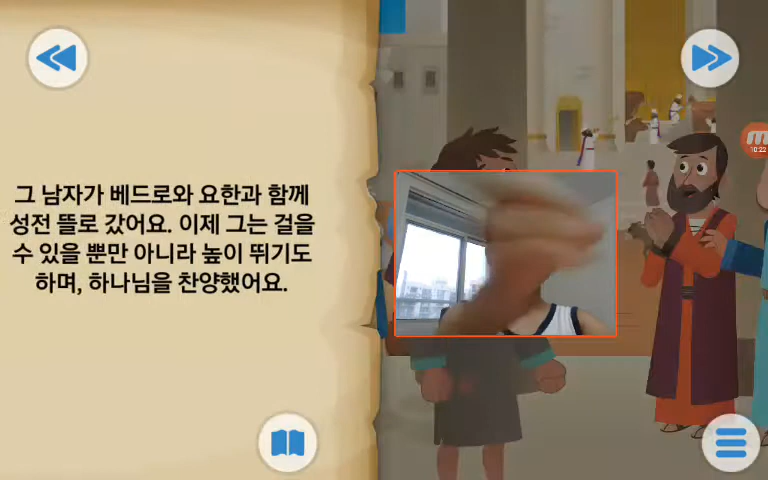 그 남자가 베드로와 요한과 함께
성전 뜰로 갔어요. 이제 그는 걸을
수 있을 뿐만 아니라 높이 뛰기도
하며, 하나님을 찬양했어요.
10:22